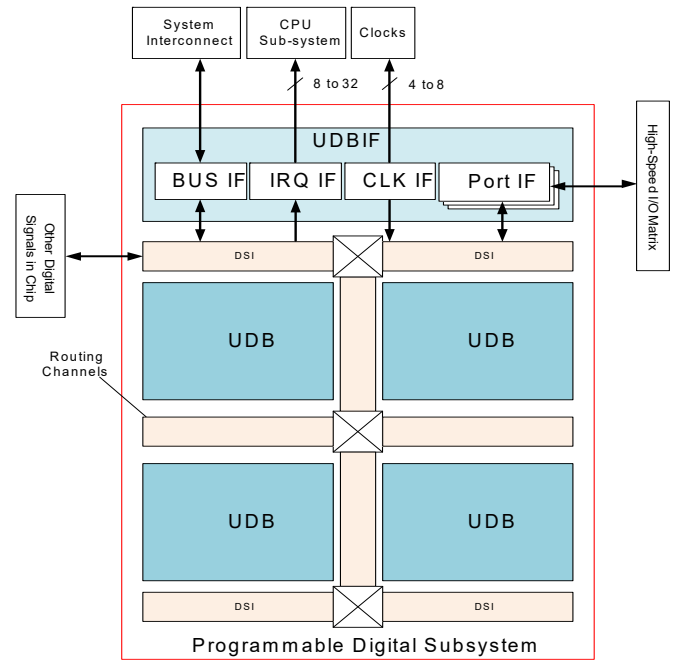 System
Interconnect
CPU
Sub-system
Clocks
8 to 32
4 to 8
High-Speed I/O Matrix
UDBIF
BUS IF
IRQ IF
CLK IF
Port IF
Other Digital
Signals in Chip
DSI
DSI
UDB
UDB
Routing
Channels
UDB
UDB
DSI
DSI
Programmable Digital Subsystem